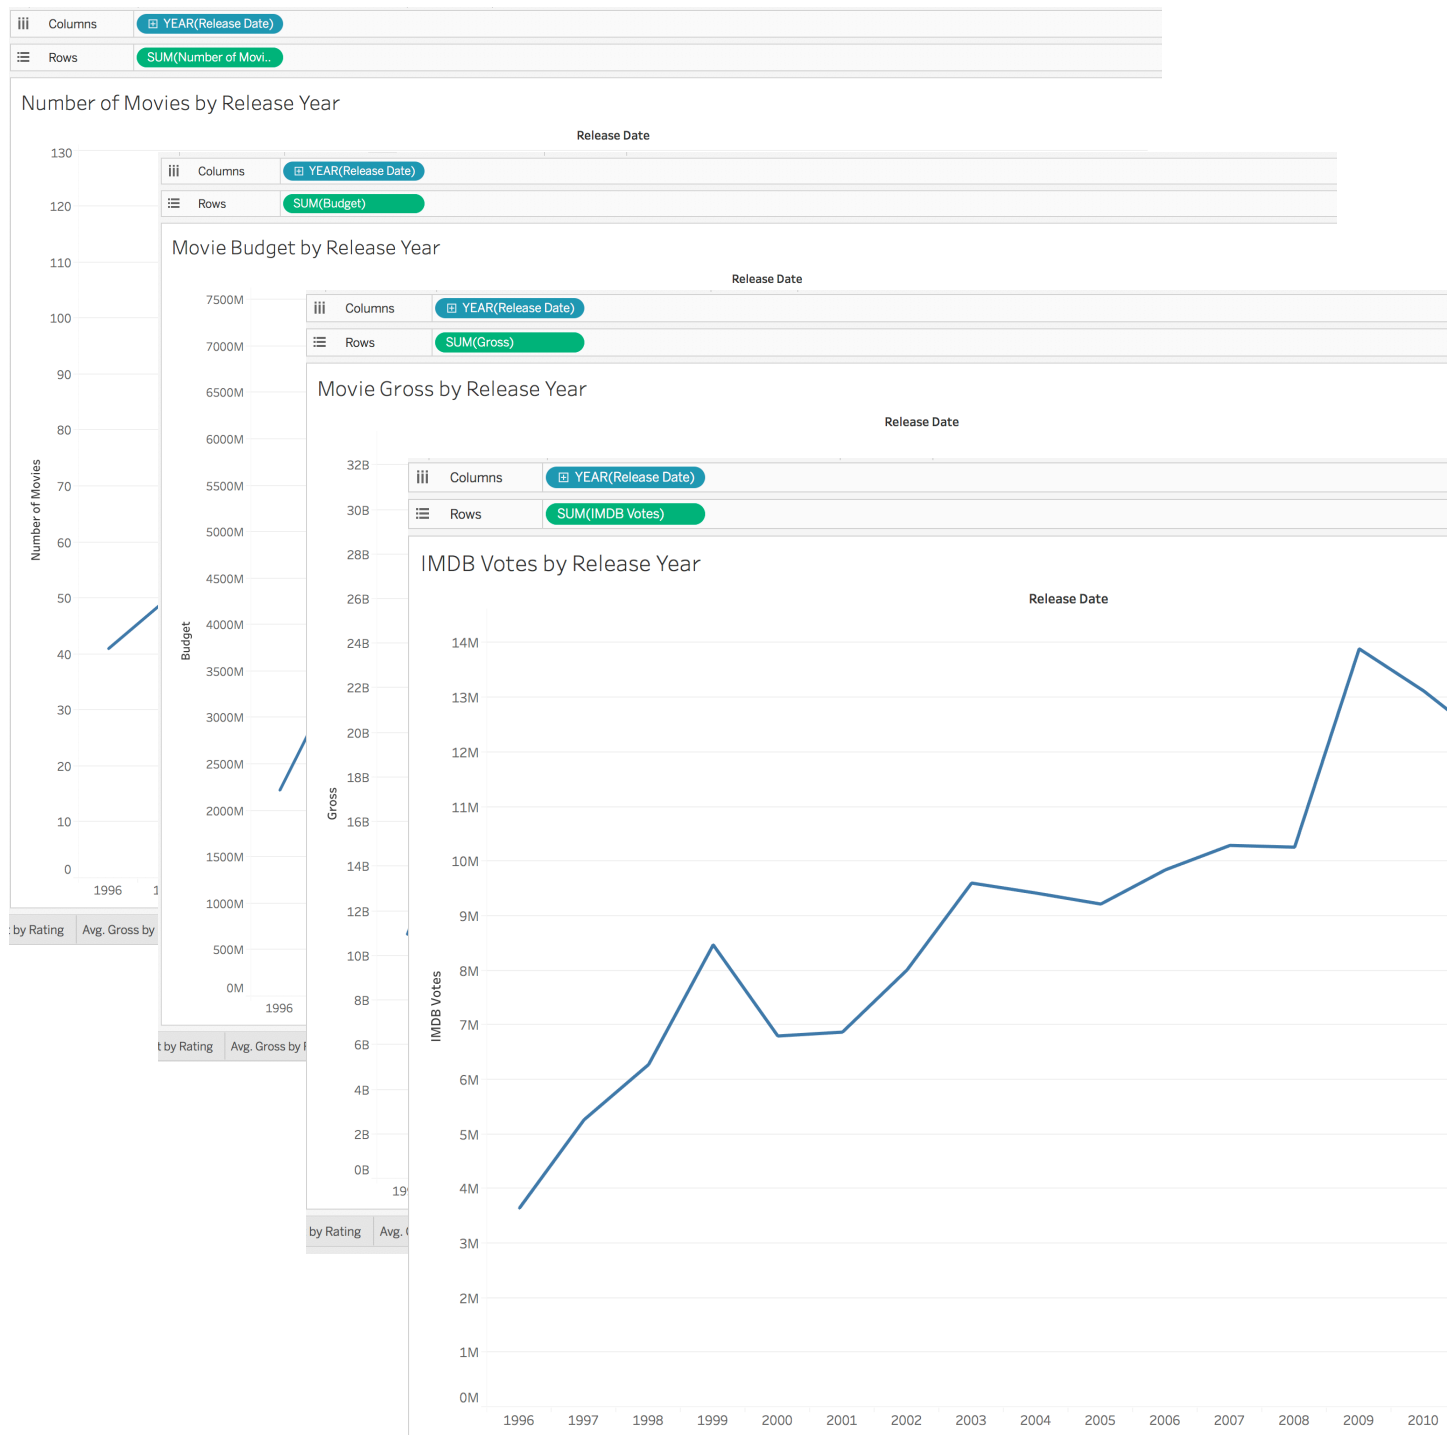 Columns
YEAR(Release Date)
Rows
SUM(Number of Movi..
Number of Movies by Release Year
Release Date
130
120
110
100
90
80
70
60
50
40
30
20
10
0
Number of Movies
1996
by Rating
Avg. Gross by
Columns
YEAR(Release Date)
Rows
SUM(Budget)
Movie Budget by Release Year
Release Date
7500M
7000M
6500M
6000M
5500M
5000M
4500M
4000M
3500M
3000M
2500M
2000M
1500M
1000M
500M
0M
Budget
1996
t by Rating
Avg. Gross by
Columns
YEAR(Release Date)
Rows
SUM(Gross)
Movie Gross by Release Year
Release Date
32B
30B
28B
26B
24B
22B
20B
18B
16B
14B
12B
10B
8B
6B
4B
2B
0B
Gross
19
by Rating
Avg.
Columns
YEAR(Release Date)
Rows
SUM(IMDB Votes)
IMDB Votes by Release Year
Release Date
14M
13M
12M
11M
10M
9M
8M
7M
6M
5M
4M
3M
2M
1M
0M
IMDB Votes
1996 1997 1998 1999 2000 2001 2002 2003 2004 2005 2006 2007 2008 2009 2010